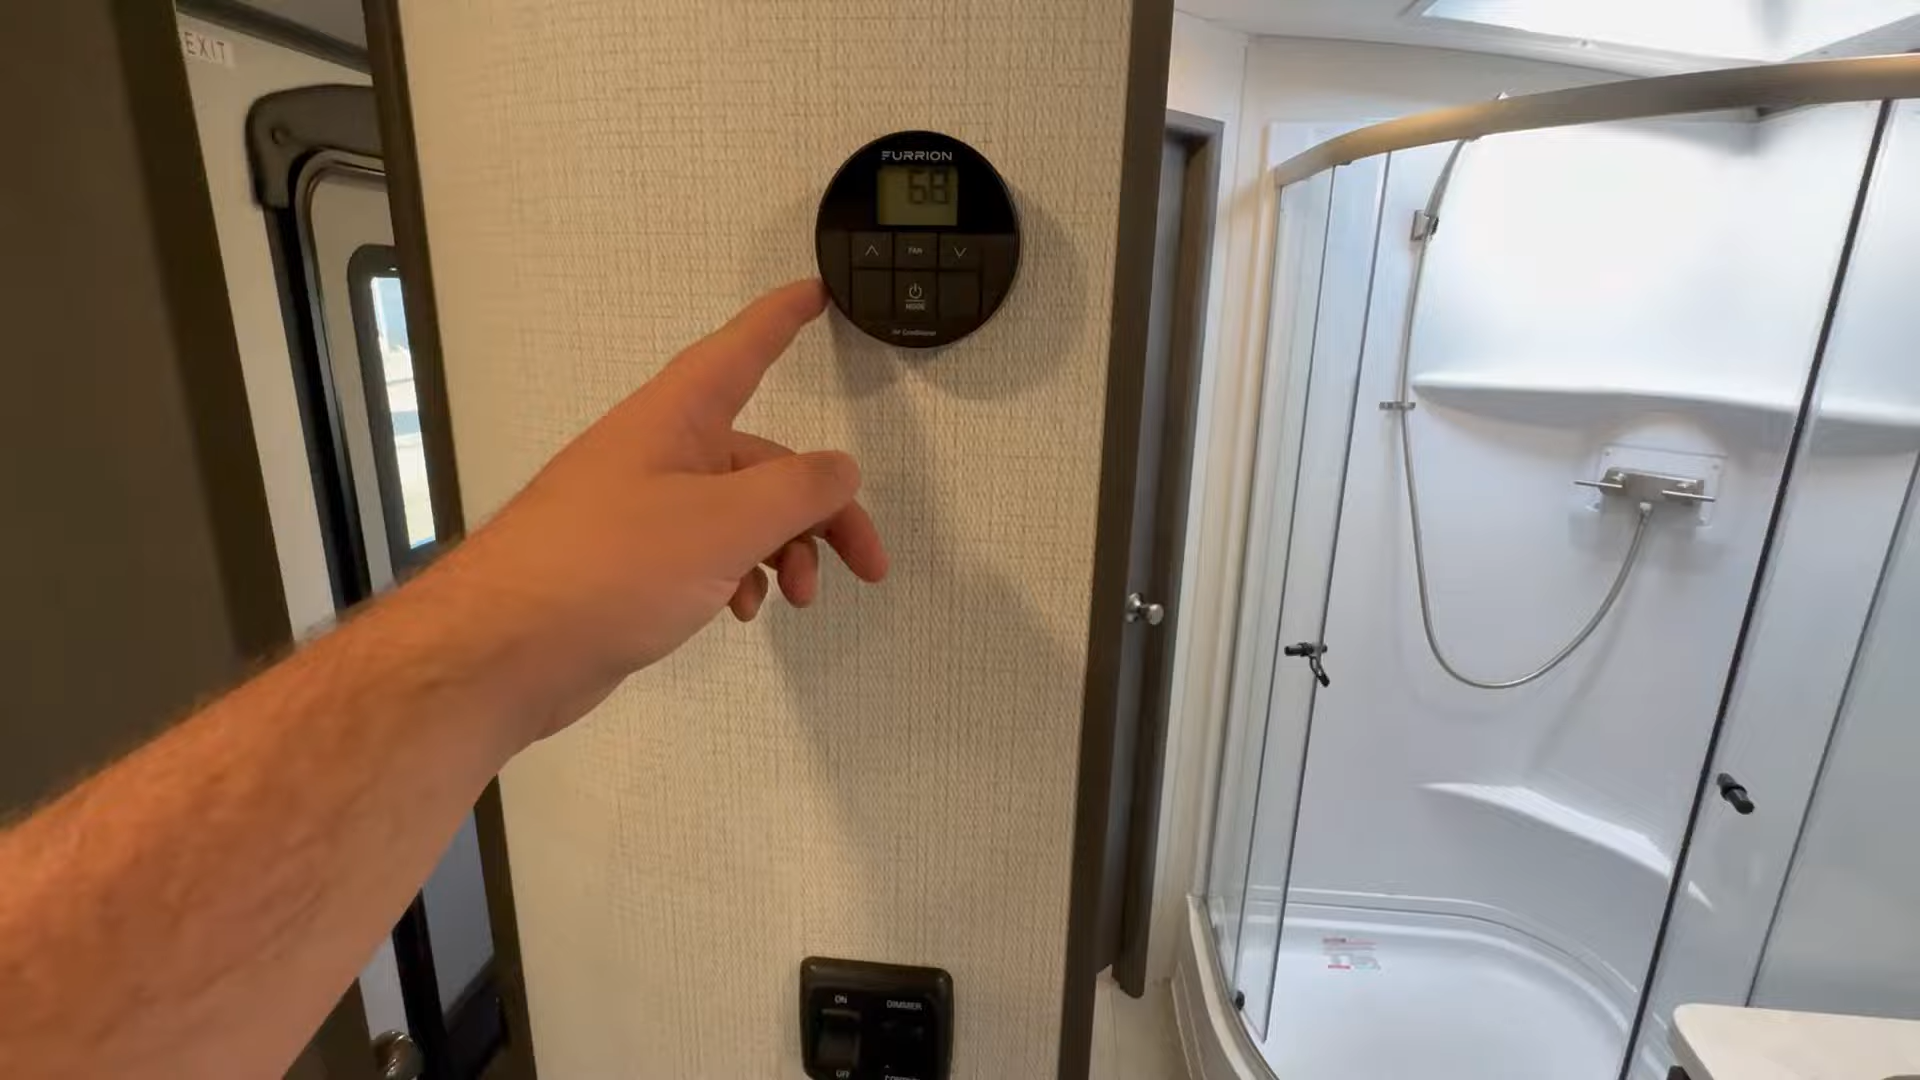 EXIT
FURRION
68
FAN
MODE
Air Conditioner
ON
DIMMER
OFF